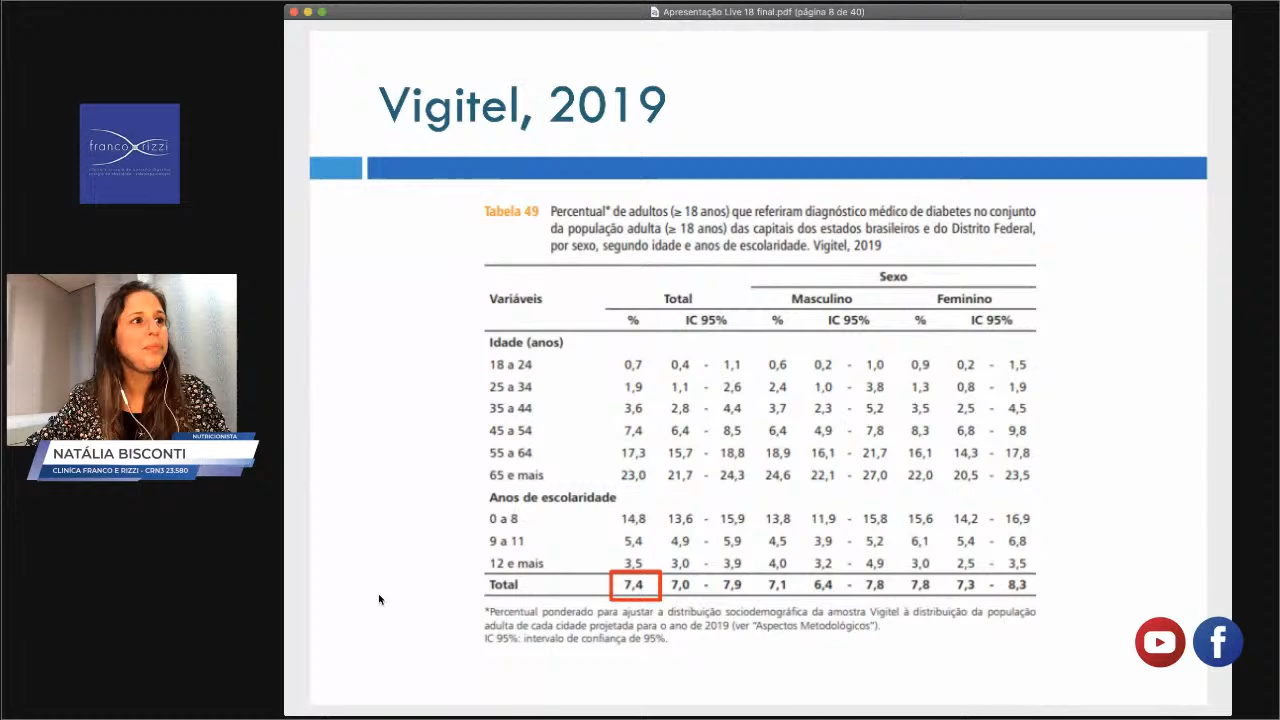 Apresentação Live 18 final.pdf (página 8 de 40)
franco rizzi
Vigitel, 2019
Tabela 49 Percentual* de adultos (≥ 18 anos) que referiram diagnóstico médico de diabetes no conjunto
da população adulta (≥ 18 anos) das capitais dos estados brasileiros e do Distrito Federal,
por sexo, segundo idade e anos de escolaridade. Vigitel, 2019
Sexo
Variáveis Total Masculino Feminino
% IC 95% % IC 95% % IC 95%
Idade (anos)
18 a 24 0,7 0,4 - 1,1 0,6 0,2 - 1,0 0,9 0,2 - 1,5
25 a 34 1,9 1,1 - 2,6 2,4 1,0 - 3,8 1,3 0,8 - 1,9
35 a 44 3,6 2,8 - 4,4 3,7 2,3 - 5,2 3,5 2,5 - 4,5
45 a 54 7,4 6,4 - 8,5 6,4 4,9 - 7,8 8,3 6,8 - 9,8
55 a 64 17,3 15,7 - 18,8 18,9 16,1 - 21,7 16,1 14,3 - 17,8
65 e mais 23,0 21,7 - 24,3 24,6 22,1 - 27,0 22,0 20,5 - 23,5
Anos de escolaridade
0 a 8 14,8 13,6 - 15,9 13,8 11,9 - 15,8 15,6 14,2 - 16,9
9 a 11 5,4 4,9 - 5,9 4,5 3,9 - 5,2 6,1 5,4 - 6,8
12 e mais 3,5 3,0 - 3,9 4,0 3,2 - 4,9 3,0 2,5 - 3,5
Total 7,4 7,0 - 7,9 7,1 6,4 - 7,8 7,8 7,3 - 8,3
*Percentual ponderado para ajustar a distribuição sociodemográfica da amostra Vigitel à distribuição da população
adulta de cada cidade projetada para o ano de 2019 (ver “Aspectos Metodológicos”).
IC 95%: intervalo de confiança de 95%.
NUTRICIONISTA
NATÁLIA BISCONTI
CLINÍCA FRANCO E RIZZI - CRN3 23.580